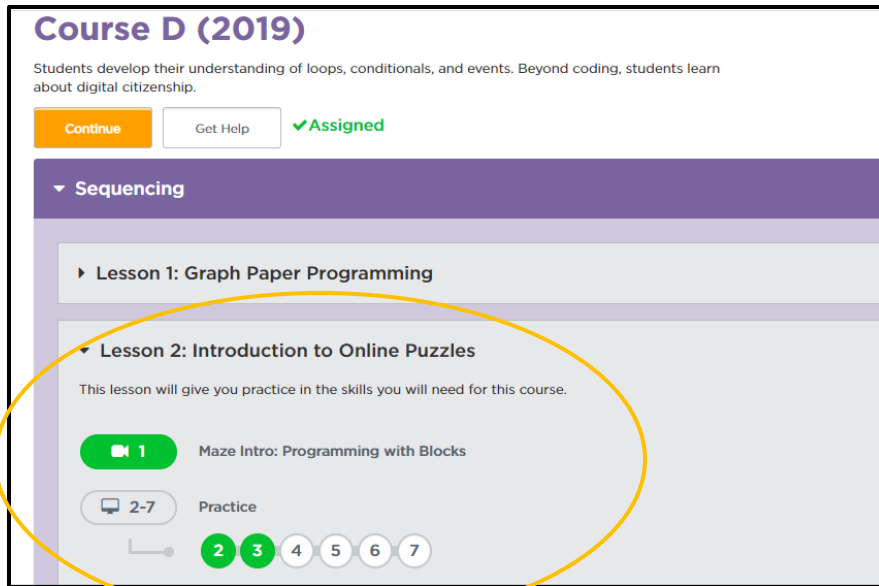 Course D (2019)
Students develop their understanding of loops, conditionals, and events. Beyond coding, students learn
about digital citizenship.
Continue Get Help Assigned
Sequencing
Lesson 1: Graph Paper Programming
Lesson 2: Introduction to Online Puzzles
This lesson will give you practice in the skills you will need for this course.
1 Maze Intro: Programming with Blocks
2-7 Practice
2 3 4 5 6 7